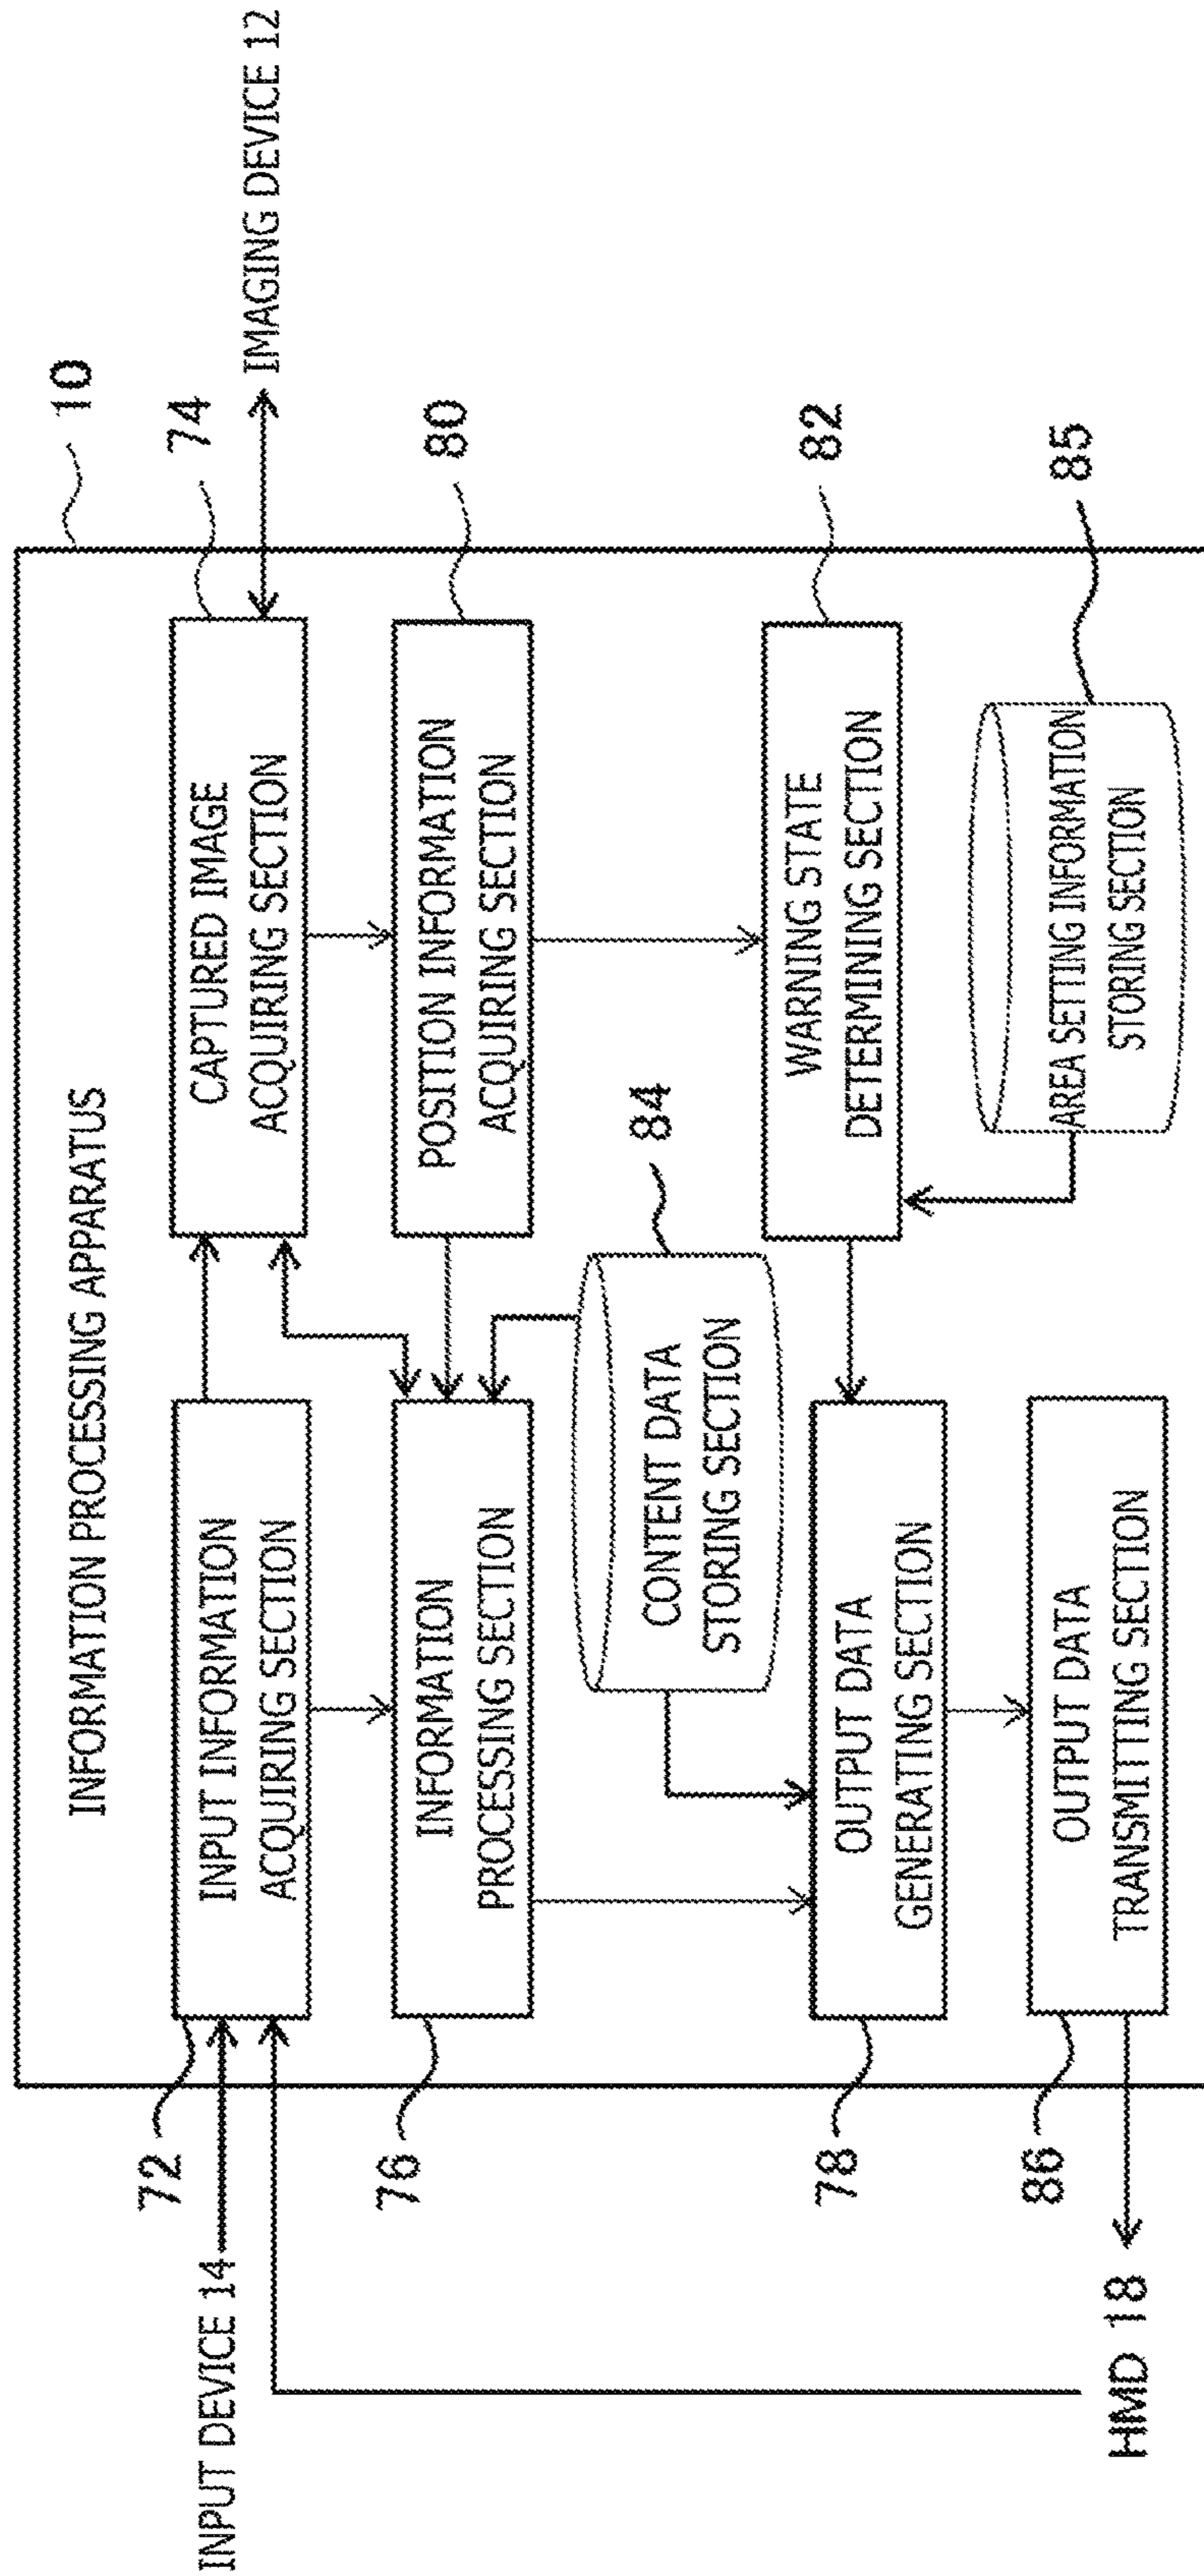 INFORMATION PROCESSING APPARATUS
10
INPUT DEVICE 14
72
INPUT INFORMATION
ACQUIRING SECTION
CAPTURED IMAGE
ACQUIRING SECTION
74
IMAGING DEVICE 12
76
INFORMATION
PROCESSING SECTION
POSITION INFORMATION
ACQUIRING SECTION
80
CONTENT DATA
STORING SECTION
84
78
OUTPUT DATA
GENERATING SECTION
WARNING STATE
DETERMINING SECTION
82
86
OUTPUT DATA
TRANSMITTING SECTION
AREA SETTING INFORMATION
STORING SECTION
85
HMD 18